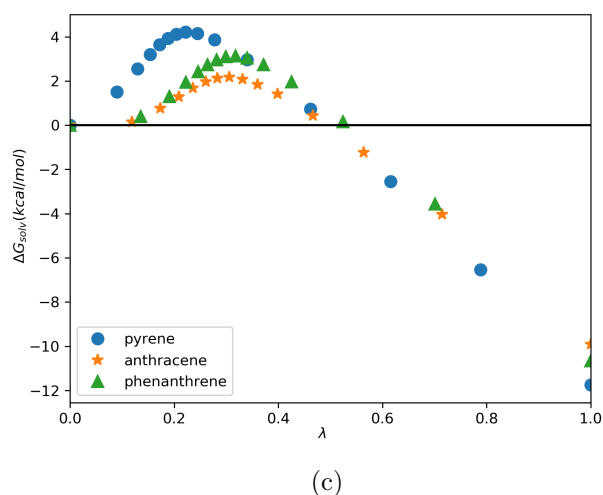 4
2
0
−2
−4
−6
−8
−10
−12
ΔG_solv(kcal/mol)
pyrene
anthracene
phenanthrene
0.0 0.2 0.4 0.6 0.8 1.0
λ
(c)